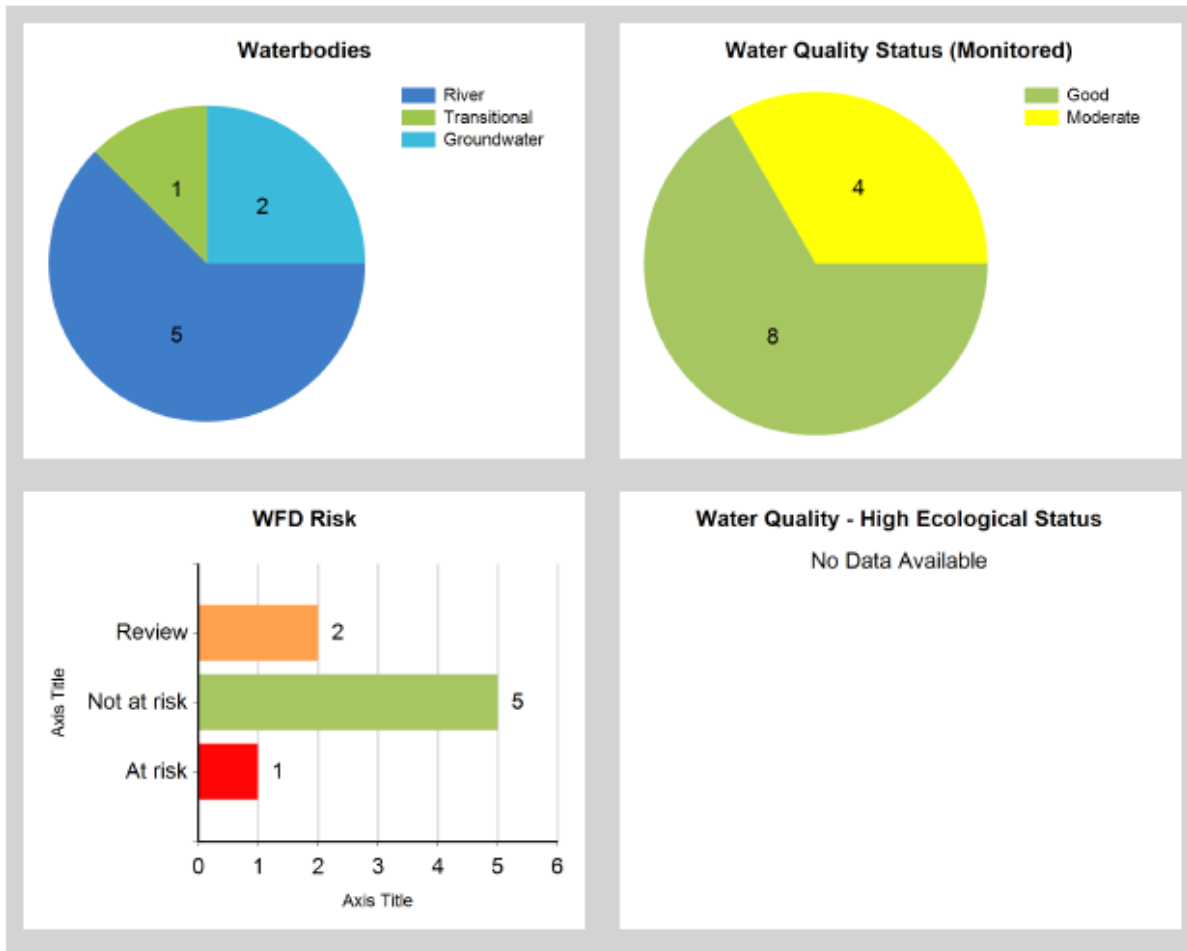 Waterbodies
River
Transitional
Groundwater
1
2
5
Water Quality Status (Monitored)
Good
Moderate
4
8
WFD Risk
Axis Title
Review
2
Not at risk
5
At risk
1
0 1 2 3 4 5 6
Axis Title
Water Quality - High Ecological Status
No Data Available